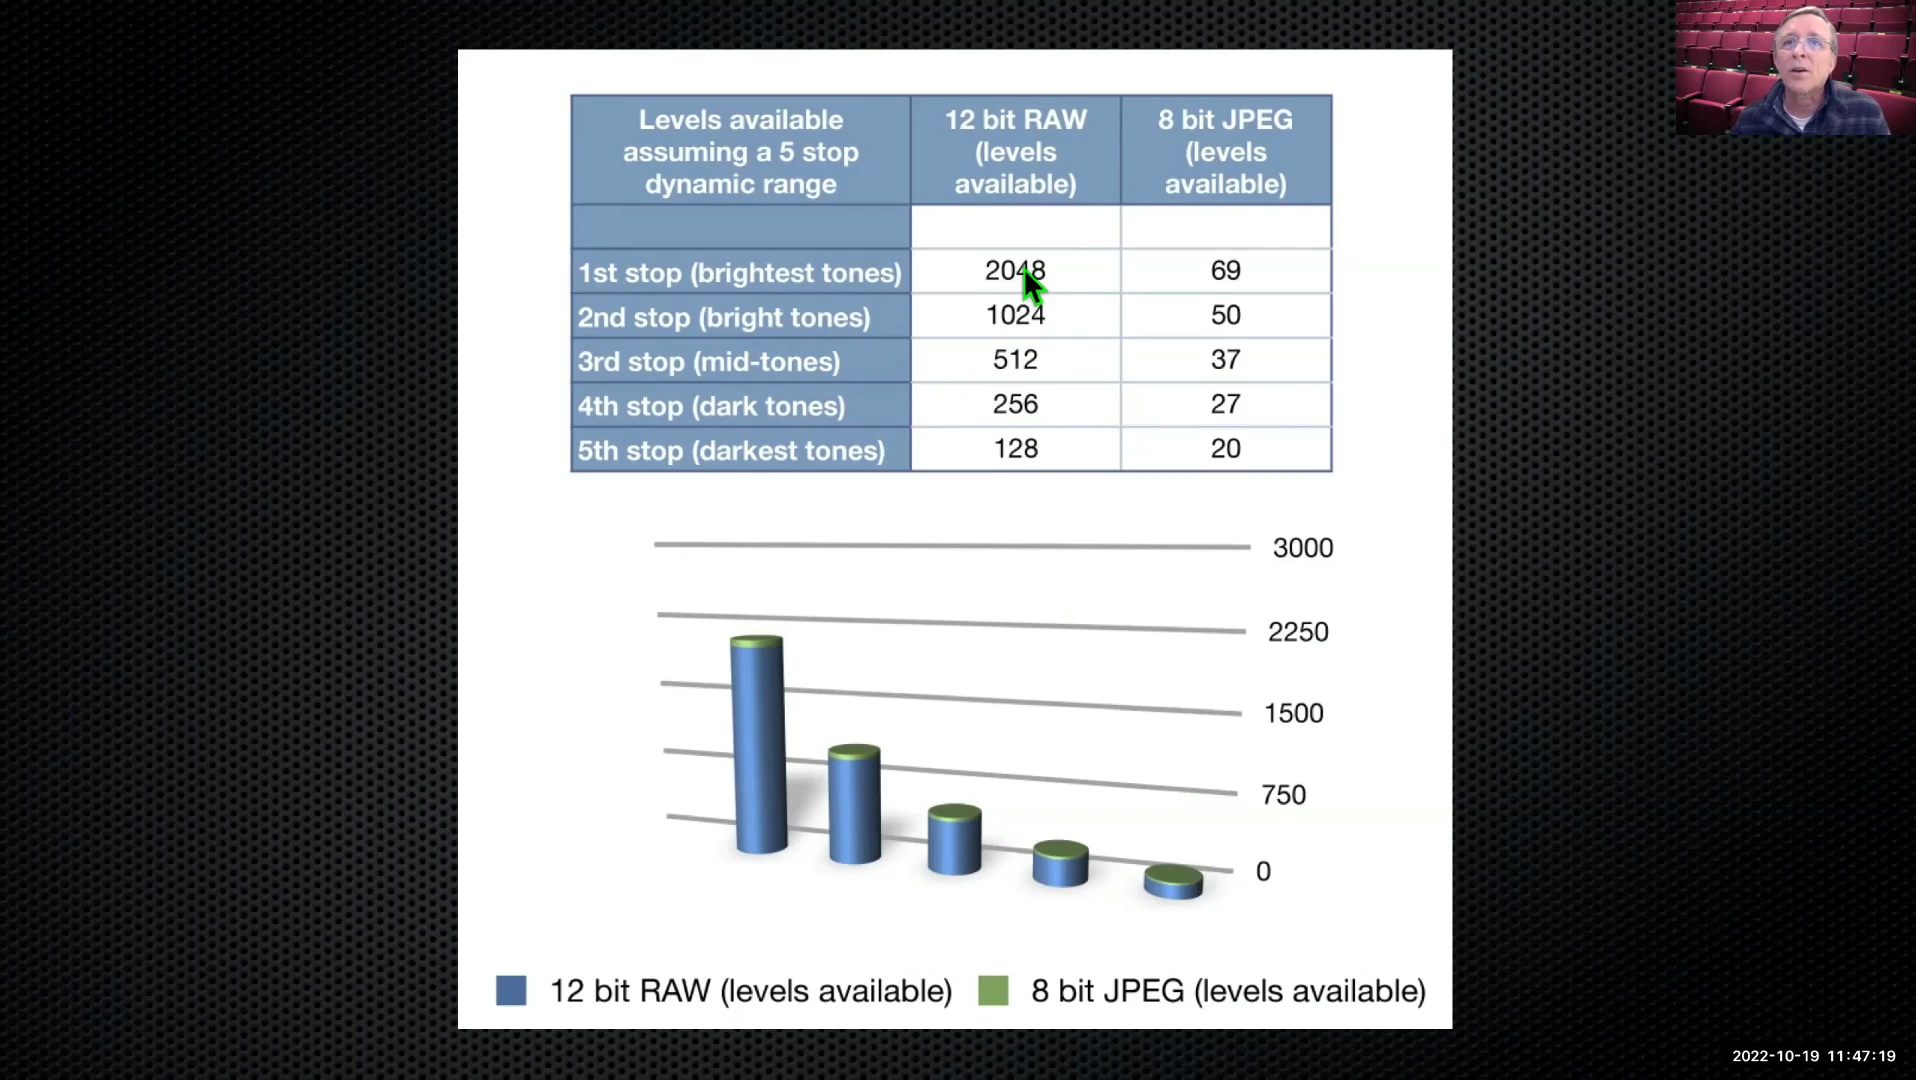 Levels available
assuming a 5 stop
dynamic range
12 bit RAW
(levels
available)
8 bit JPEG
(levels
available)
1st stop (brightest tones) 2048 69
2nd stop (bright tones) 1024 50
3rd stop (mid-tones) 512 37
4th stop (dark tones) 256 27
5th stop (darkest tones) 128 20
3000
2250
1500
750
0
12 bit RAW (levels available) 8 bit JPEG (levels available)
2022-10-19 11:47:19